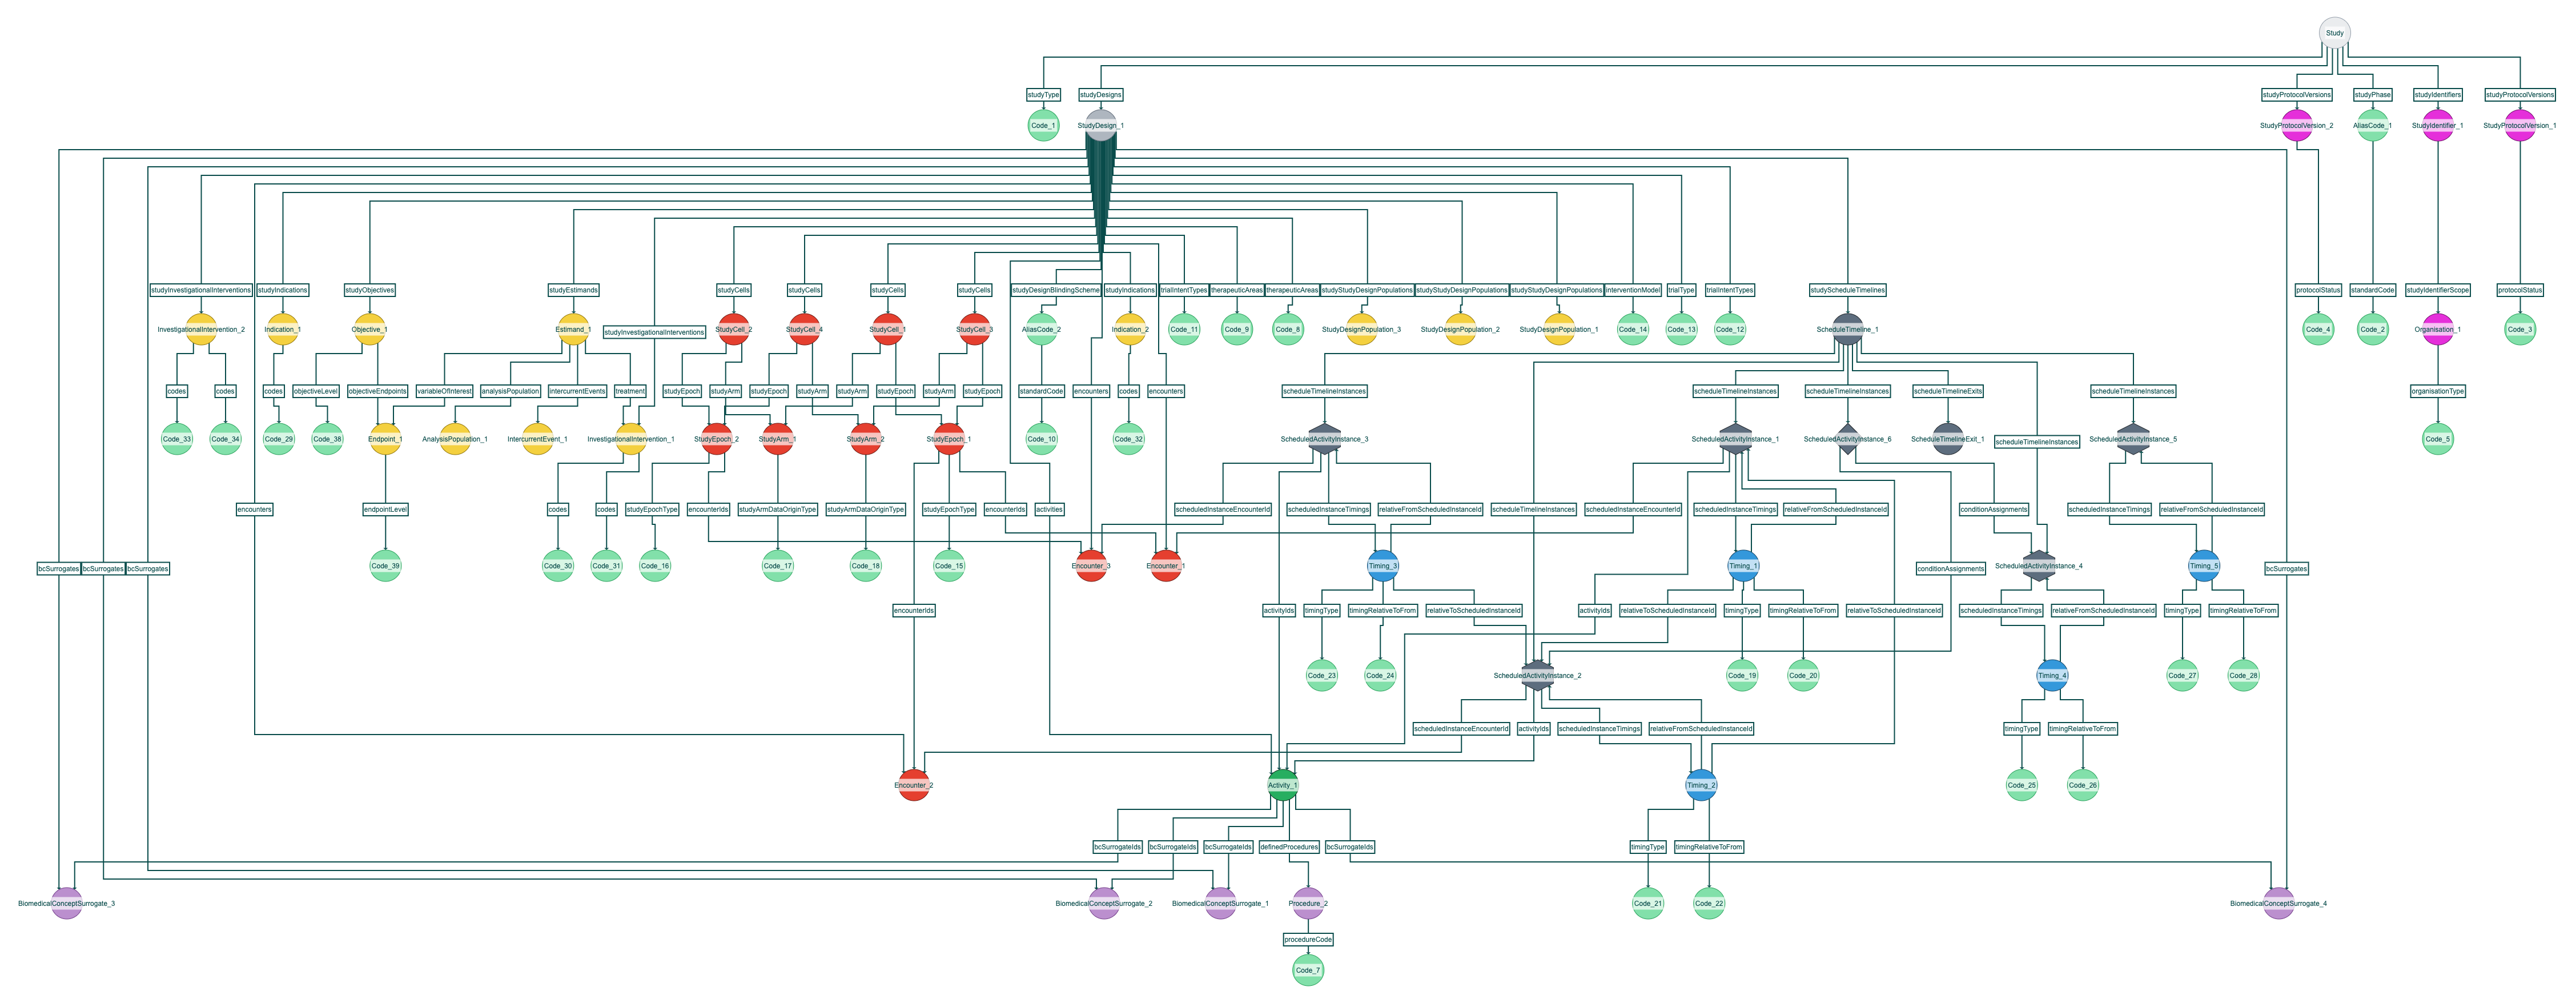 Study
studyType
studyDesigns
studyProtocolVersions
studyPhase
studyIdentifiers
studyProtocolVersions
Code_1
StudyDesign_1
StudyProtocolVersion_2
AliasCode_1
StudyIdentifier_1
StudyProtocolVersion_1
studyInvestigationalInterventions
studyIndications
studyObjectives
studyEstimands
studyCells
studyCells
studyCells
studyCells
studyDesignBlindingScheme
studyIndications
trialIntentTypes
therapeuticAreas
therapeuticAreas
studyStudyDesignPopulations
studyStudyDesignPopulations
studyStudyDesignPopulations
interventionModel
trialType
trialIntentTypes
studyScheduleTimelines
protocolStatus
standardCode
studyIdentifierScope
protocolStatus
InvestigationalIntervention_2
Indication_1
Objective_1
Estimand_1
studyInvestigationalInterventions
StudyCell_2
StudyCell_4
StudyCell_1
StudyCell_3
AliasCode_2
Indication_2
Code_11
Code_9
Code_8
StudyDesignPopulation_3
StudyDesignPopulation_2
StudyDesignPopulation_1
Code_14
Code_13
Code_12
ScheduleTimeline_1
Code_4
Code_2
Organisation_1
Code_3
codes
codes
codes
objectiveLevel
objectiveEndpoints
variableOfInterest
analysisPopulation
intercurrentEvents
treatment
studyEpoch
studyArm
studyEpoch
studyArm
studyArm
studyEpoch
studyArm
studyEpoch
standardCode
encounters
codes
encounters
scheduleTimelineInstances
scheduleTimelineInstances
scheduleTimelineInstances
scheduleTimelineExits
scheduleTimelineInstances
organisationType
Code_33
Code_34
Code_29
Code_38
Endpoint_1
AnalysisPopulation_1
IntercurrentEvent_1
InvestigationalIntervention_1
StudyEpoch_2
StudyArm_1
StudyArm_2
StudyEpoch_1
Code_10
Code_32
ScheduledActivityInstance_3
ScheduledActivityInstance_1
ScheduledActivityInstance_6
ScheduleTimelineExit_1
scheduleTimelineInstances
ScheduledActivityInstance_5
Code_5
encounters
endpointLevel
codes
codes
studyEpochType
encounterIds
studyArmDataOriginType
studyArmDataOriginType
studyEpochType
encounterIds
activities
scheduledInstanceEncounterId
scheduledInstanceTimings
relativeFromScheduledInstanceId
scheduleTimelineInstances
scheduledInstanceEncounterId
scheduledInstanceTimings
relativeFromScheduledInstanceId
conditionAssignments
scheduledInstanceTimings
relativeFromScheduledInstanceId
bcSurrogates
bcSurrogates
bcSurrogates
Code_39
Code_30
Code_31
Code_16
Code_17
Code_18
Code_15
Encounter_3
Encounter_1
Timing_3
Timing_1
conditionAssignments
ScheduledActivityInstance_4
Timing_5
bcSurrogates
encounterIds
activityIds
timingType
timingRelativeToFrom
relativeToScheduledInstanceId
activityIds
relativeToScheduledInstanceId
timingType
timingRelativeToFrom
relativeToScheduledInstanceId
scheduledInstanceTimings
relativeFromScheduledInstanceId
timingType
timingRelativeToFrom
Code_23
Code_24
ScheduledActivityInstance_2
Code_19
Code_20
Timing_4
Code_27
Code_28
scheduledInstanceEncounterId
activityIds
scheduledInstanceTimings
relativeFromScheduledInstanceId
timingType
timingRelativeToFrom
Encounter_2
Activity_1
Timing_2
Code_25
Code_26
bcSurrogateIds
bcSurrogateIds
bcSurrogateIds
definedProcedures
bcSurrogateIds
timingType
timingRelativeToFrom
BiomedicalConceptSurrogate_3
BiomedicalConceptSurrogate_2
BiomedicalConceptSurrogate_1
Procedure_2
Code_21
Code_22
BiomedicalConceptSurrogate_4
procedureCode
Code_7